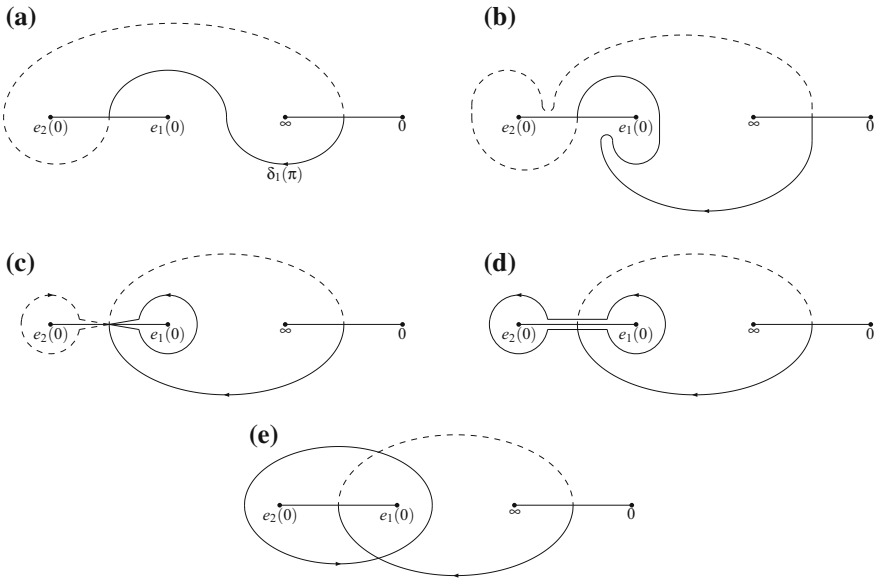 (a)
e₂(0) e₁(0) ∞ 0
δ₁(π)
(b)
e₂(0) e₁(0) ∞ 0
(c)
e₂(0) e₁(0) ∞ 0
(d)
e₂(0) e₁(0) ∞ 0
(e)
e₂(0) e₁(0) ∞ 0